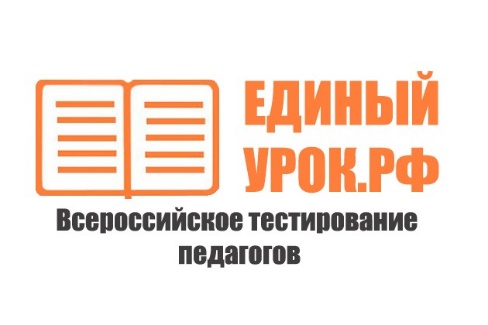 ЕДИНЫЙ
УРОК.РФ
Всероссийское тестирование
педагогов